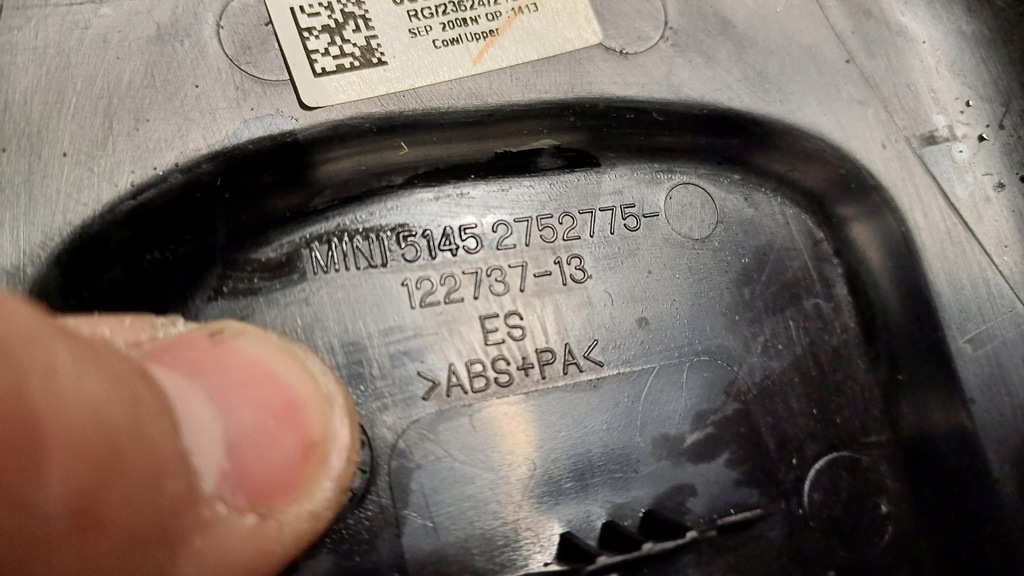 SEP 2008 N° OP 1413
Cowl Upper
MINI 5145 2752775-
122737-13
ES
>ABS+PA<